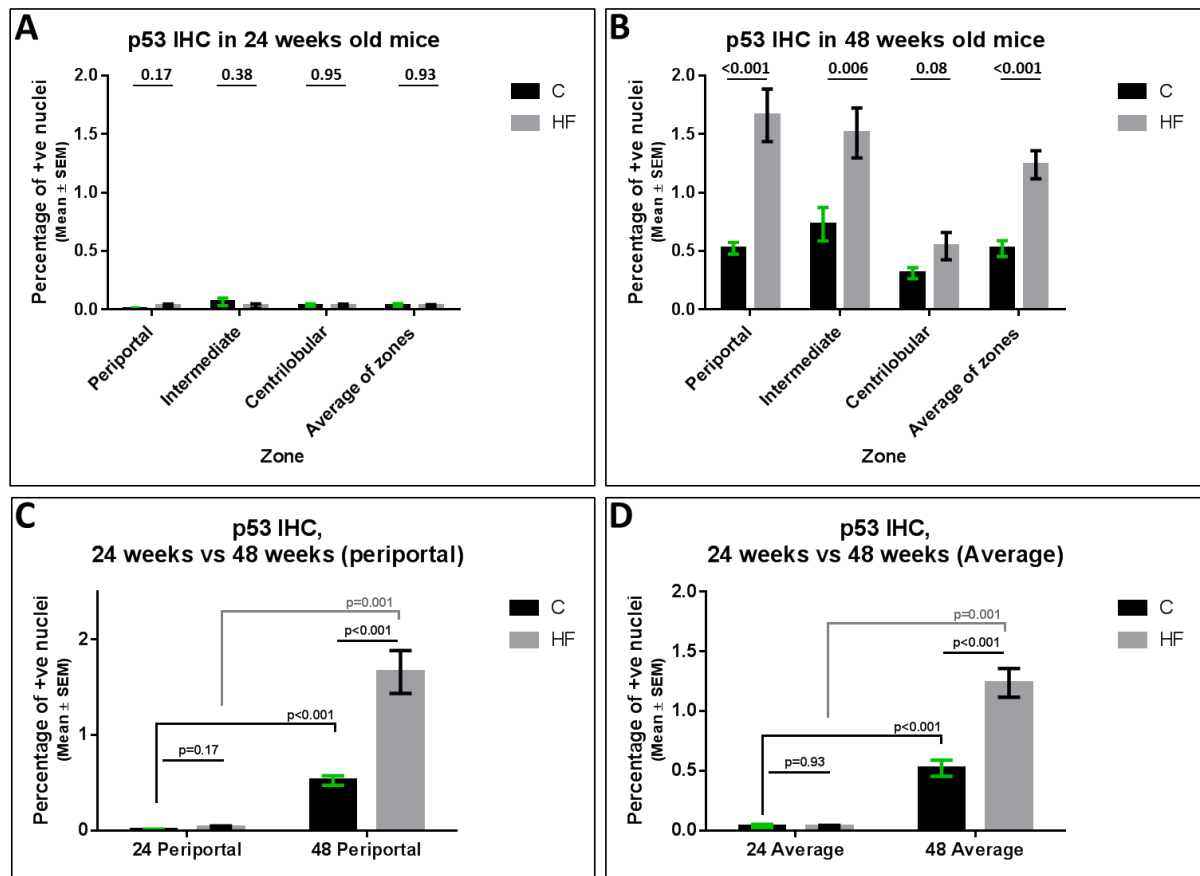 A
p53 IHC in 24 weeks old mice
0.17 0.38 0.95 0.93
2.0
1.5
1.0
0.5
0.0
Percentage of +ve nuclei
(Mean ± SEM)
C
HF
Periportal
Intermediate
Centrilobular
Average of zones
Zone
B
p53 IHC in 48 weeks old mice
<0.001 0.006 0.08 <0.001
2.0
1.5
1.0
0.5
0.0
Percentage of +ve nuclei
(Mean ± SEM)
C
HF
Periportal
Intermediate
Centrilobular
Average of zones
Zone
C
p53 IHC,
24 weeks vs 48 weeks (periportal)
p=0.001
p<0.001
p<0.001
p=0.17
2
1
0
Percentage of +ve nuclei
(Mean ± SEM)
C
HF
24 Periportal 48 Periportal
D
p53 IHC,
24 weeks vs 48 weeks (Average)
p=0.001
p<0.001
p<0.001
p=0.93
2.0
1.5
1.0
0.5
0.0
Percentage of +ve nuclei
(Mean ± SEM)
C
HF
24 Average 48 Average